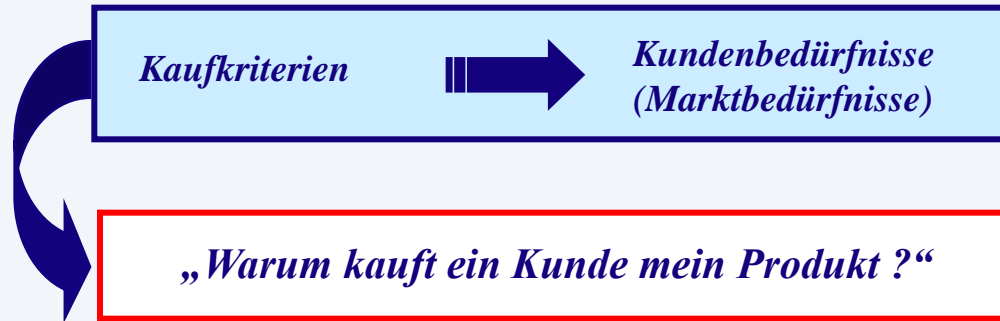 Kaufkriterien
Kundenbedürfnisse
(Marktbedürfnisse)
„Warum kauft ein Kunde mein Produkt ?“